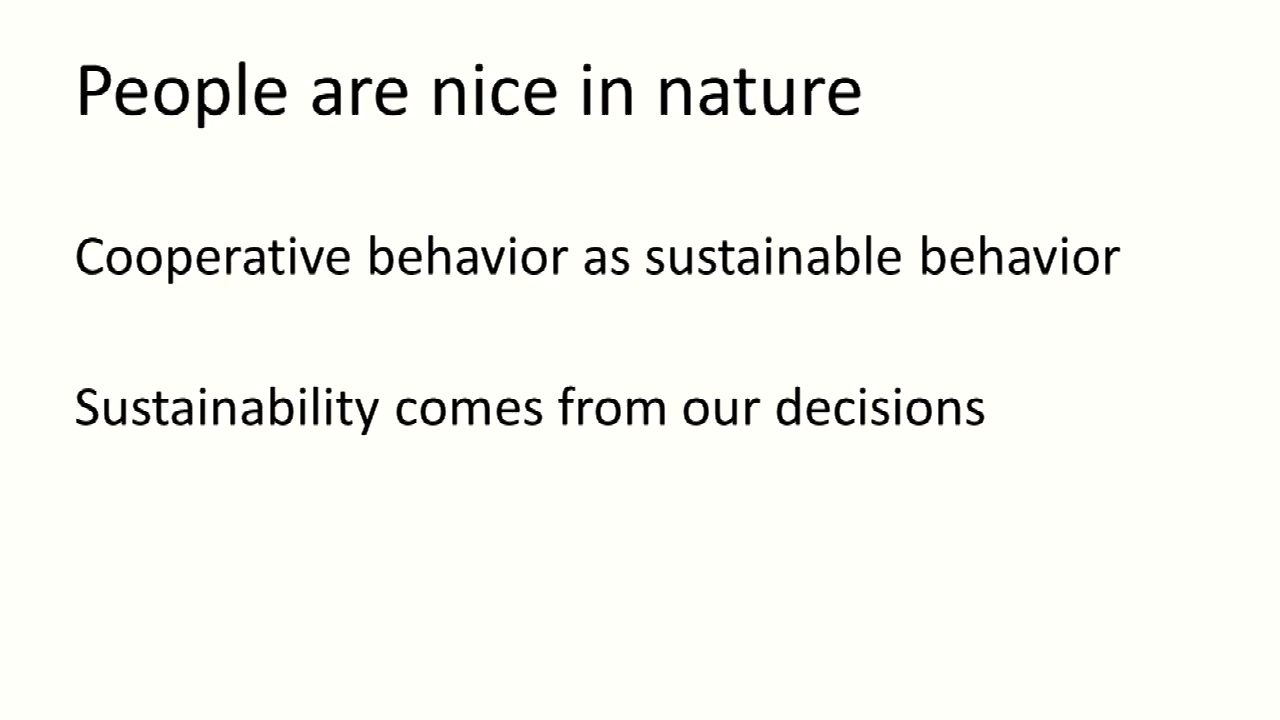 People are nice in nature
Cooperative behavior as sustainable behavior
Sustainability comes from our decisions